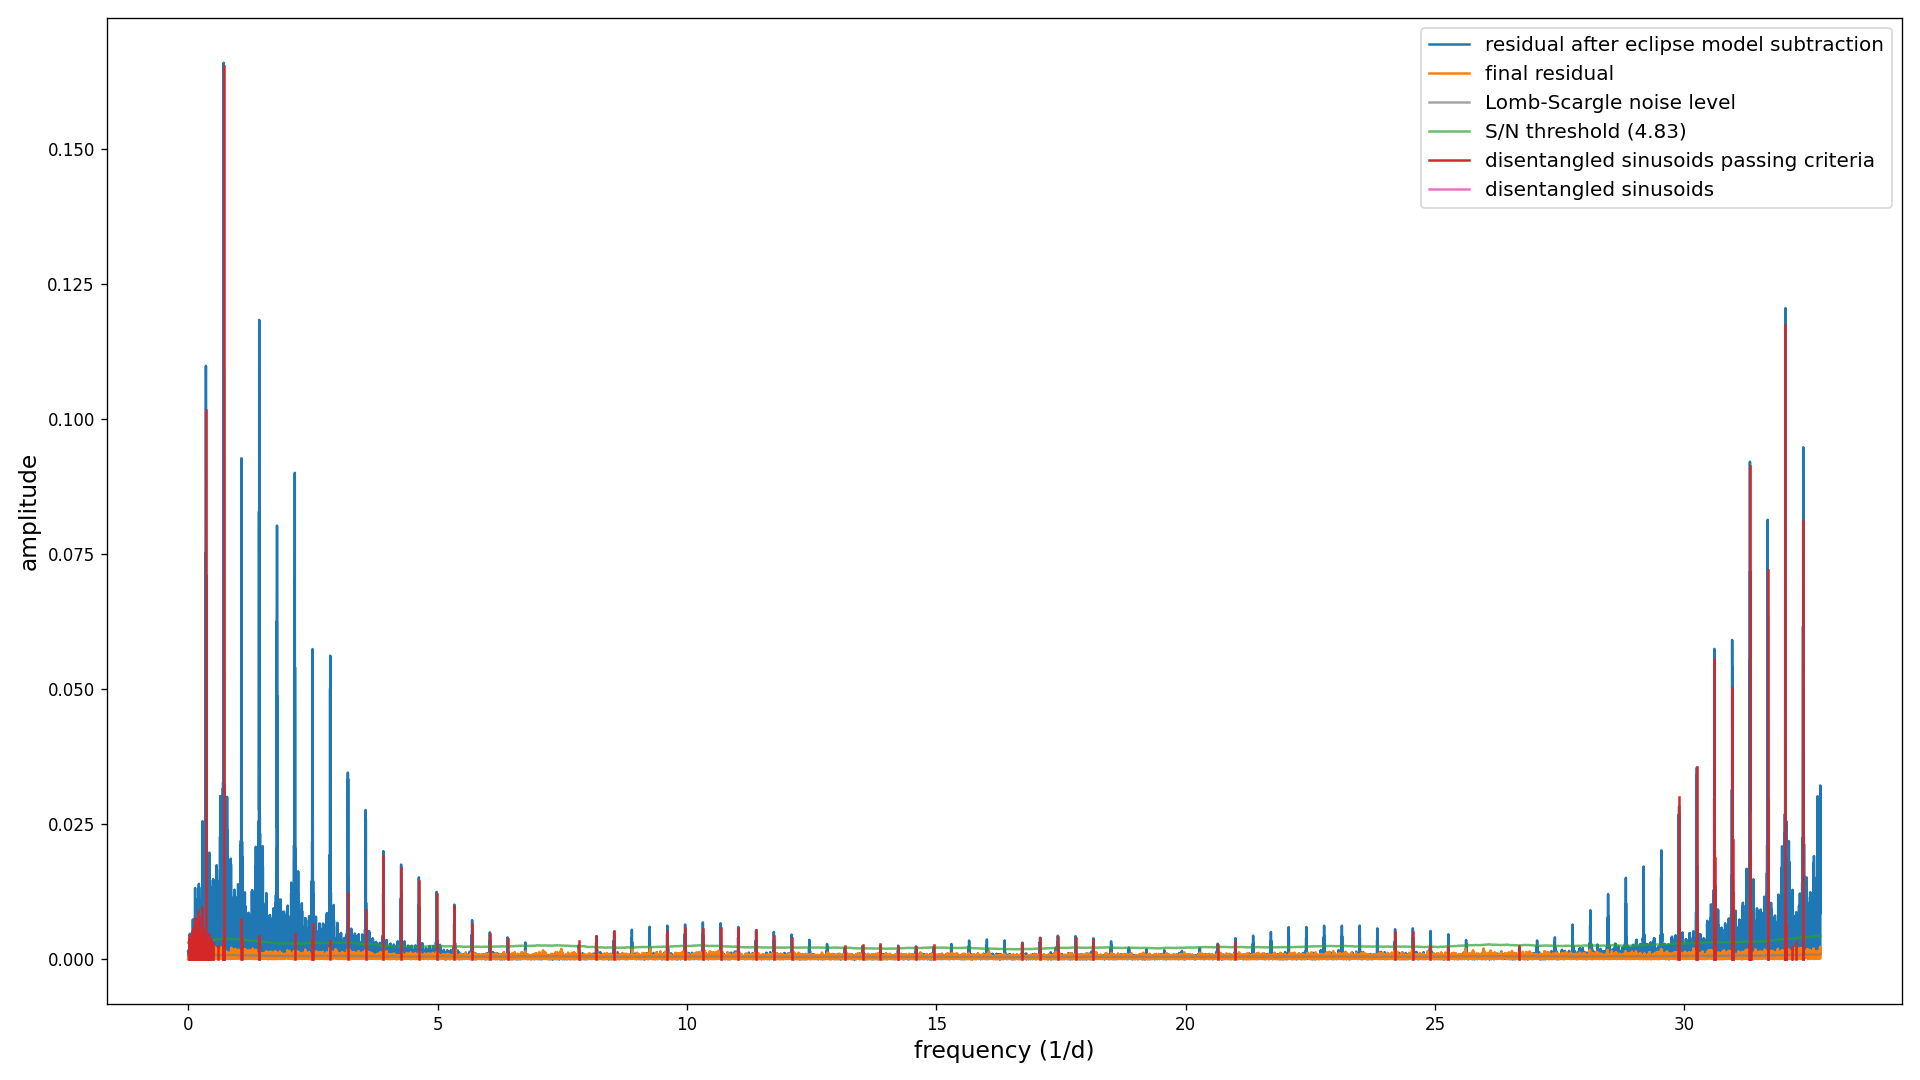 residual after eclipse model subtraction
final residual
Lomb-Scargle noise level
S/N threshold (4.83)
disentangled sinusoids passing criteria
disentangled sinusoids
amplitude
0.150
0.125
0.100
0.075
0.050
0.025
0.000
0 5 10 15 20 25 30
frequency (1/d)